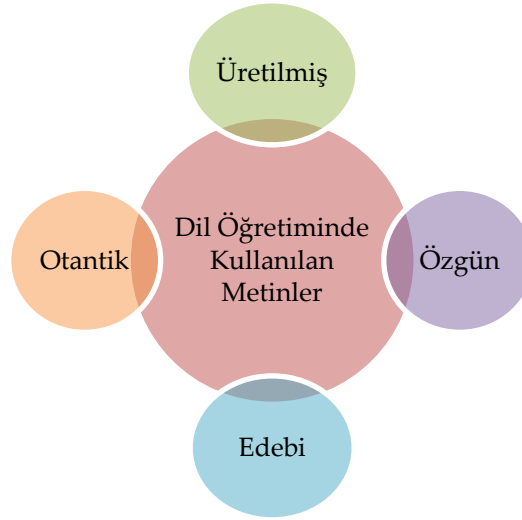 Üretilmiş
Otantik
Dil Öğretiminde
Kullanılan
Metinler
Özgün
Edebi